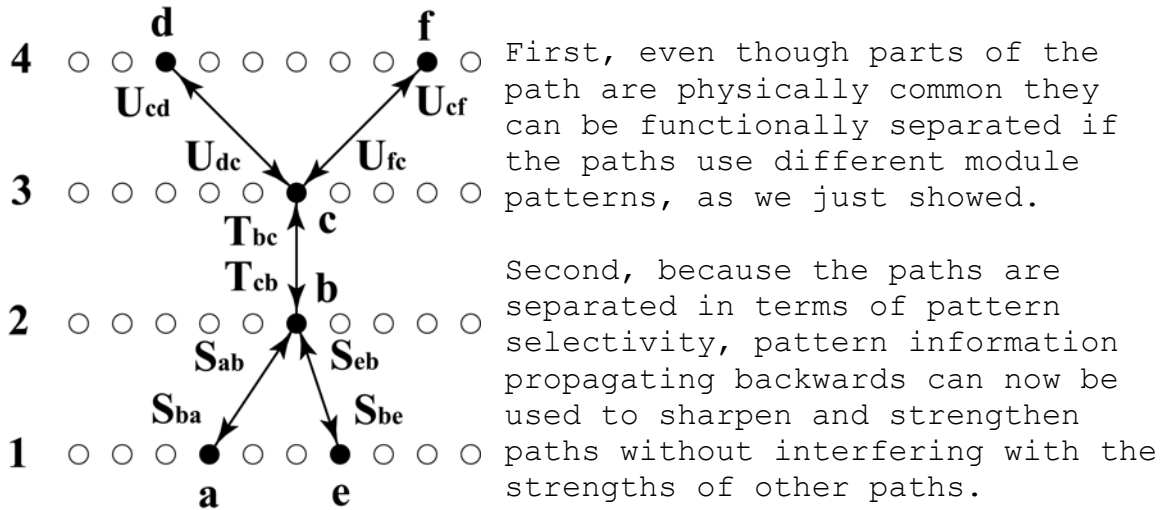 d f
4
First, even though parts of the
path are physically common they
can be functionally separated if
the paths use different module
patterns, as we just showed.
Ucd Ucf
Udc Ufc
3
c
Tbc
Tcb
b
2
Sab Seb
Sba Sbe
1
a e
Second, because the paths are
separated in terms of pattern
selectivity, pattern information
propagating backwards can now be
used to sharpen and strengthen
paths without interfering with the
strengths of other paths.